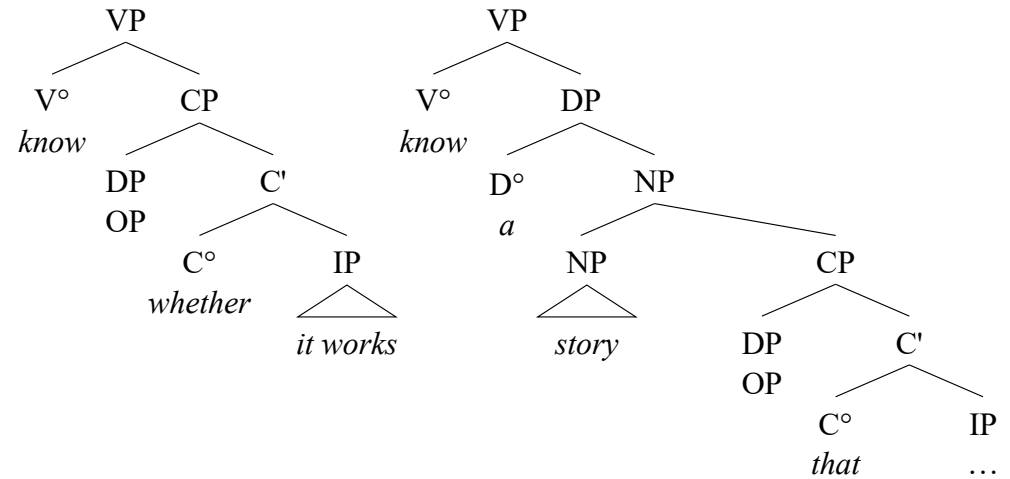 VP VP
V° CP V° DP
know know
DP C' D° NP
OP a
C° IP NP CP
whether
it works story DP C'
OP
C° IP
that …